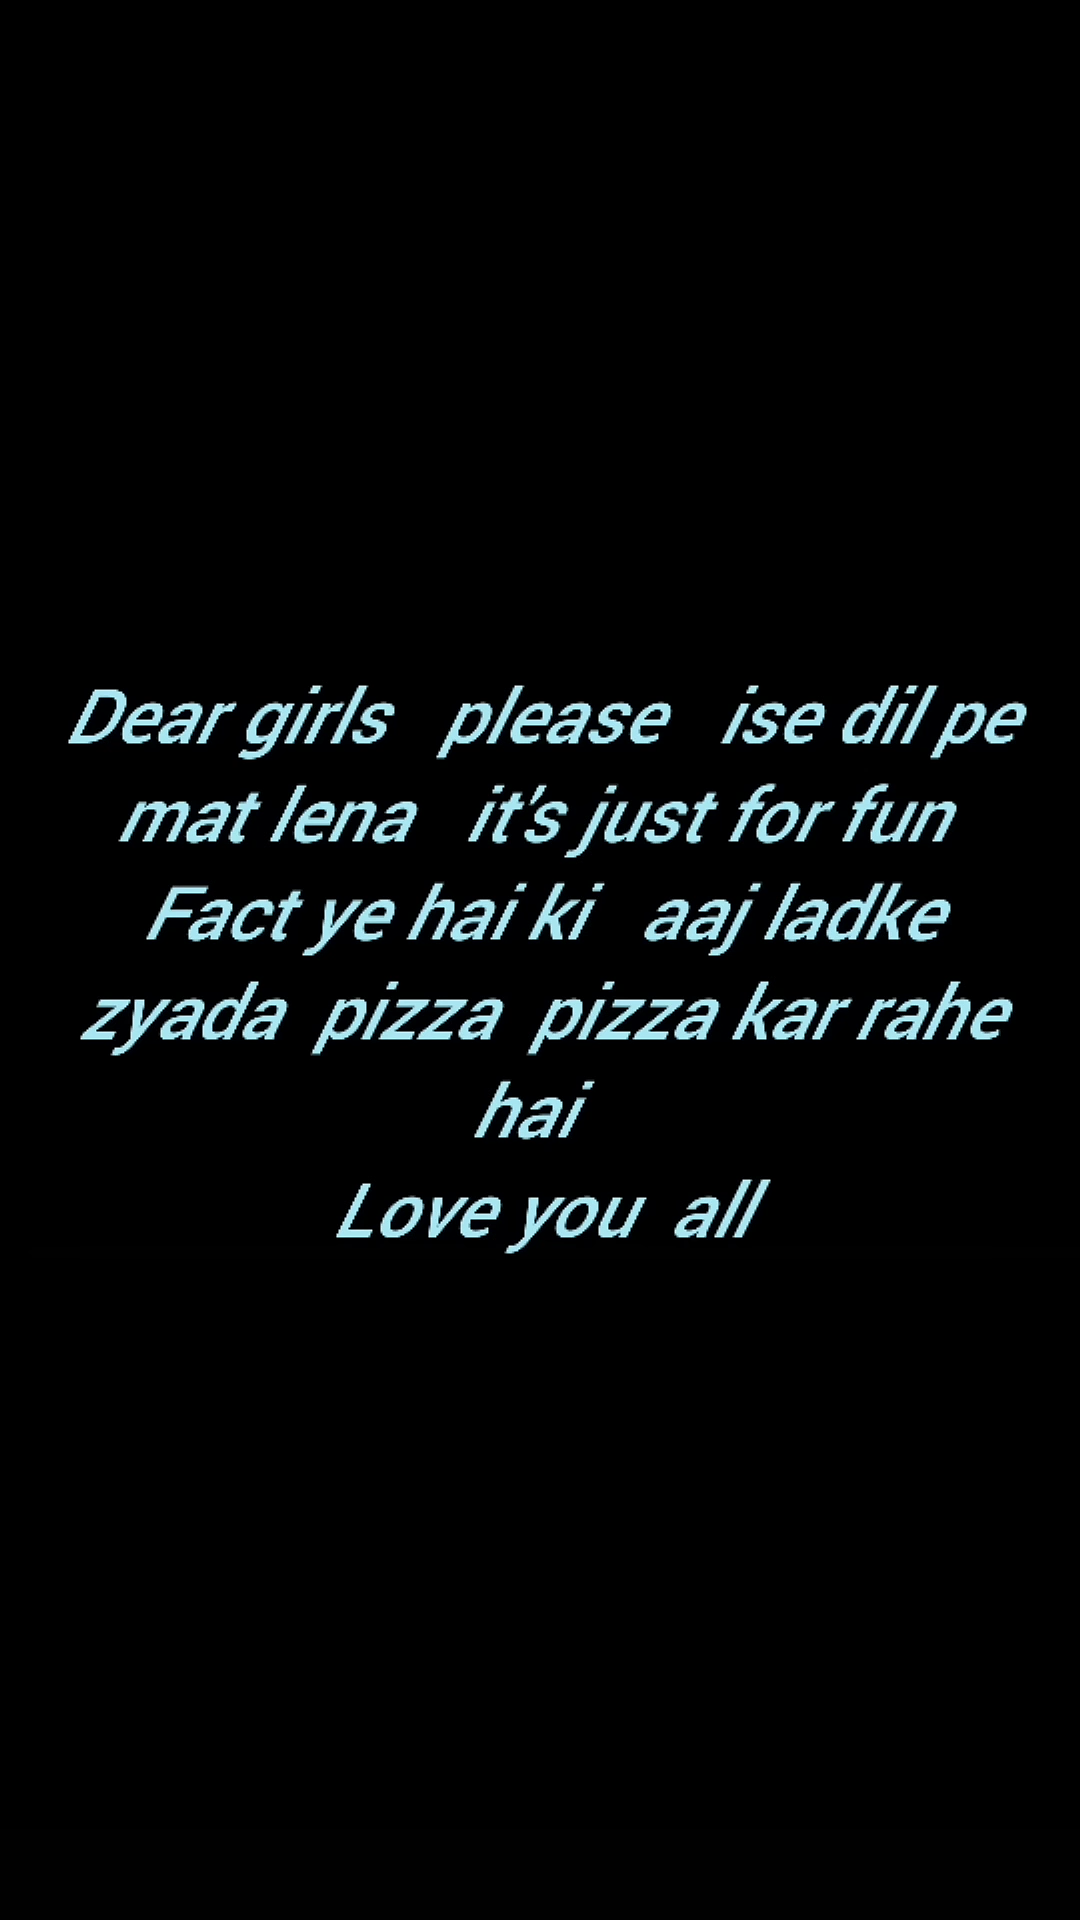 Dear girls please ise dil pe
mat lena it's just for fun
Fact ye hai ki aaj ladke
zyada pizza pizza kar rahe
hai
Love you all